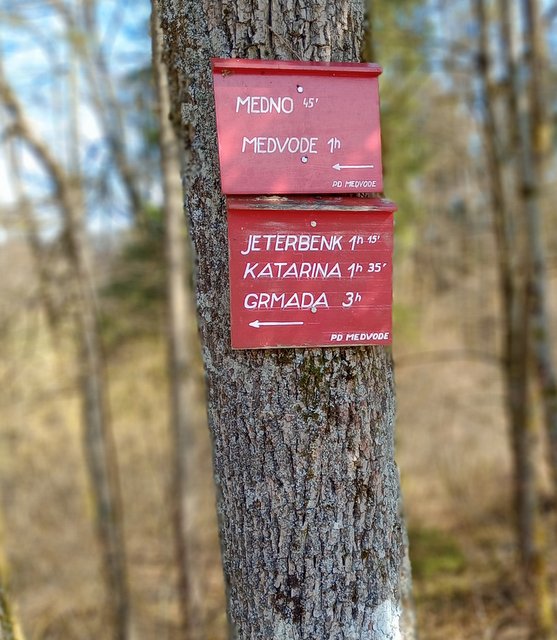 MEDNO 45'
MEDVODE 1h
PD MEDVODE
JETERBENK 1h 15'
KATARINA 1h 35'
GRMADA 3h
PD MEDVODE